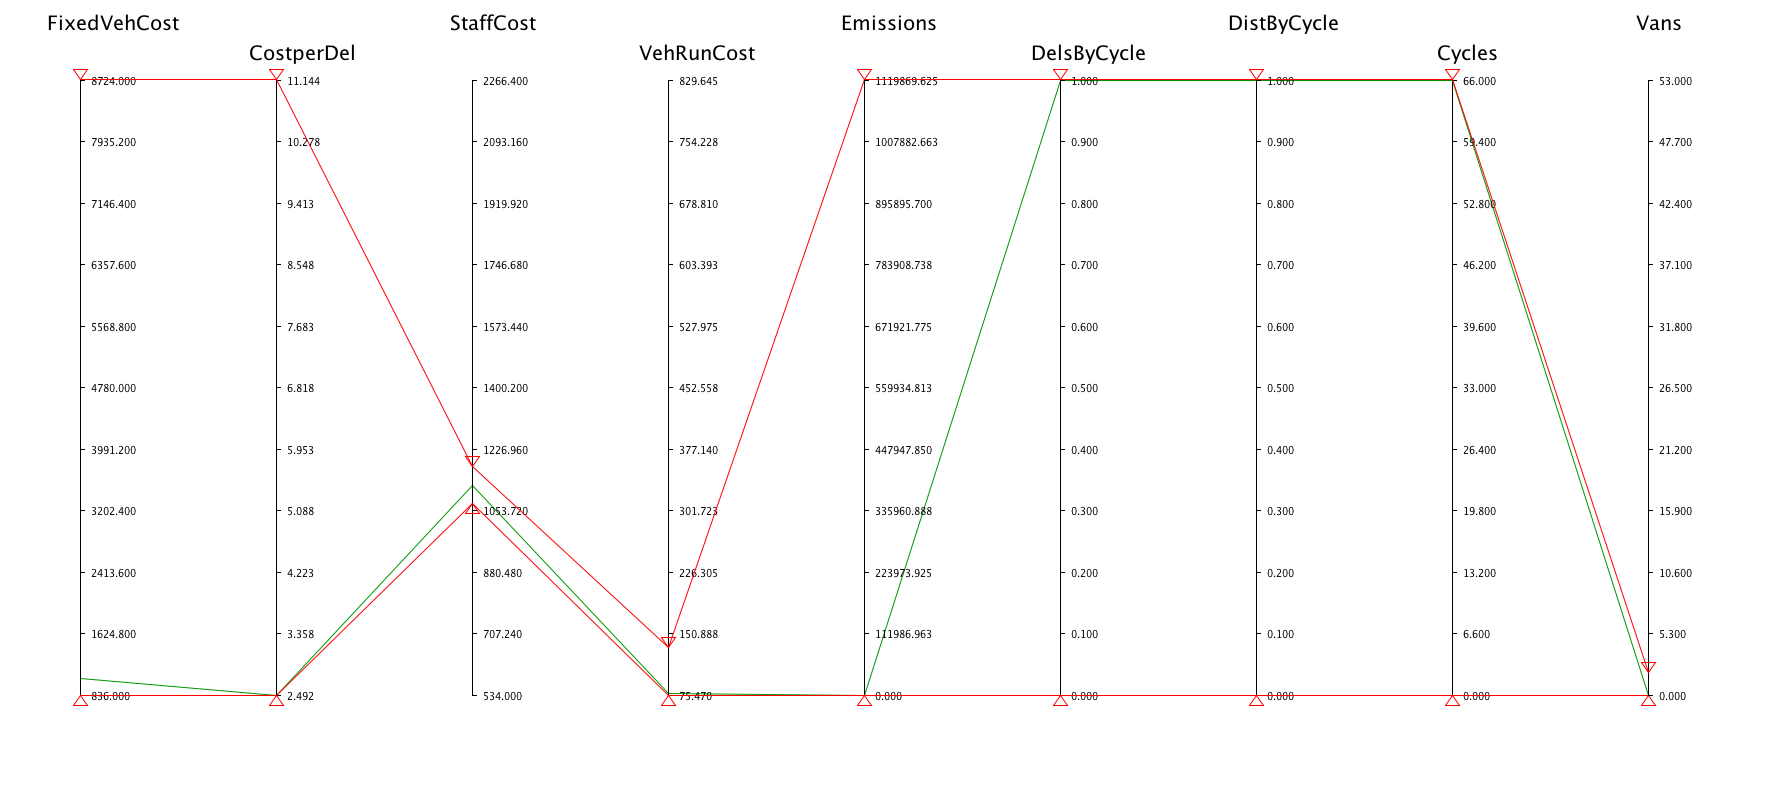 FixedVehCost StaffCost Emissions DistByCycle Vans
CostperDel VehRunCost DelsByCycle Cycles
8724.000 11.144 2266.400 829.645 1119869.625 1.000 1.000 66.000 53.000
7935.200 10.278 2093.160 754.228 1007882.663 0.900 0.900 59.400 47.700
7146.400 9.413 1919.920 678.810 895895.700 0.800 0.800 52.800 42.400
6357.600 8.548 1746.680 603.393 783908.738 0.700 0.700 46.200 37.100
5568.800 7.683 1573.440 527.975 671921.775 0.600 0.600 39.600 31.800
4780.000 6.818 1400.200 452.558 559934.813 0.500 0.500 33.000 26.500
3991.200 5.953 1226.960 377.140 447947.850 0.400 0.400 26.400 21.200
3202.400 5.088 1053.720 301.723 335960.888 0.300 0.300 19.800 15.900
2413.600 4.223 880.480 226.305 223973.925 0.200 0.200 13.200 10.600
1624.800 3.358 707.240 150.888 111986.963 0.100 0.100 6.600 5.300
836.000 2.492 534.000 75.470 0.000 0.000 0.000 0.000 0.000